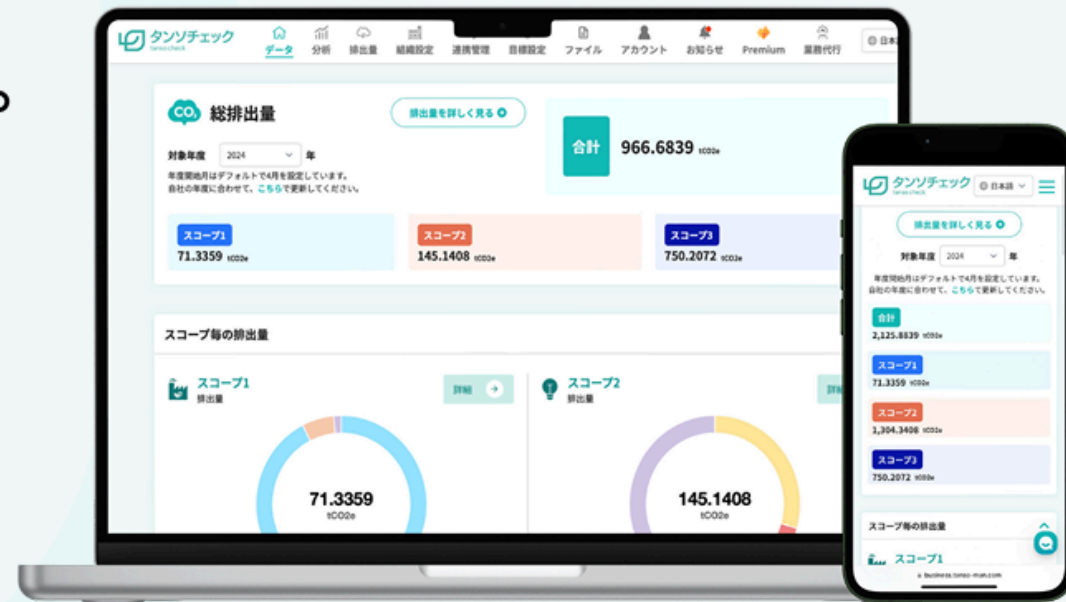 タンソチェック
tanso check
データ
分析
排出量
組織設定
連携管理
目標設定
ファイル
アカウント
お知らせ
Premium
業務代行
日本
CO₂ 総排出量
排出量を詳しく見る
対象年度 2024 年
年度開始月はデフォルトで4月を設定しています。
自社の年度に合わせて、こちらで更新してください。
合計 966.6839 tCO2e
スコープ1
71.3359 tCO2e
スコープ2
145.1408 tCO2e
スコープ3
750.2072 tCO2e
スコープ毎の排出量
スコープ1
排出量
詳細
71.3359
tCO2e
スコープ2
排出量
145.1408
tCO2e
タンソチェック
tanso check
日本語
排出量を詳しく見る
対象年度 2024 年
年度開始月はデフォルトで4月を設定しています。
自社の年度に合わせて、こちらで更新してください。
合計
2,125.8839 tCO2e
スコープ1
71.3359 tCO2e
スコープ2
1,304.3408 tCO2e
スコープ3
750.2072 tCO2e
スコープ毎の排出量
スコープ1
business.tanso-man.com